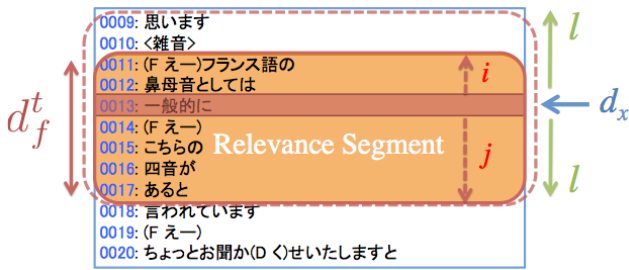 0009: 思います
0010: <雑音>
0011: (F えー)フランス語の
0012: 鼻母音としては
0013: 一般的に
0014: (F えー)
0015: こちらの
0016: 四音が
0017: あると
0018: 言われています
0019: (F えー)
0020: ちょっとお聞か(D く)せいたしますと
Relevance Segment
d_f^t
i
j
l
d_x
l